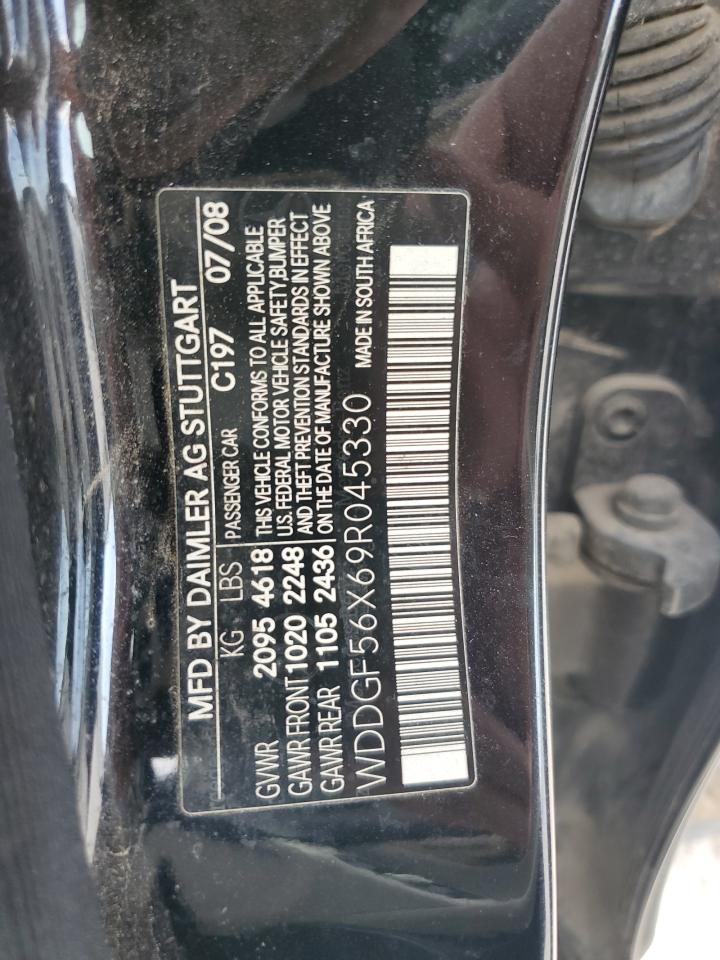 MFD BY DAIMLER AG STUTTGART
KG LBS PASSENGER CAR C197 07/08
GVWR 2095 4618 THIS VEHICLE CONFORMS TO ALL APPLICABLE
U.S. FEDERAL MOTOR VEHICLE SAFETY,BUMPER
GAWR FRONT 1020 2248 AND THEFT PREVENTION STANDARDS IN EFFECT
GAWR REAR 1105 2436 ON THE DATE OF MANUFACTURE SHOWN ABOVE
WDDGF56X69R045330 MADE IN SOUTH AFRICA